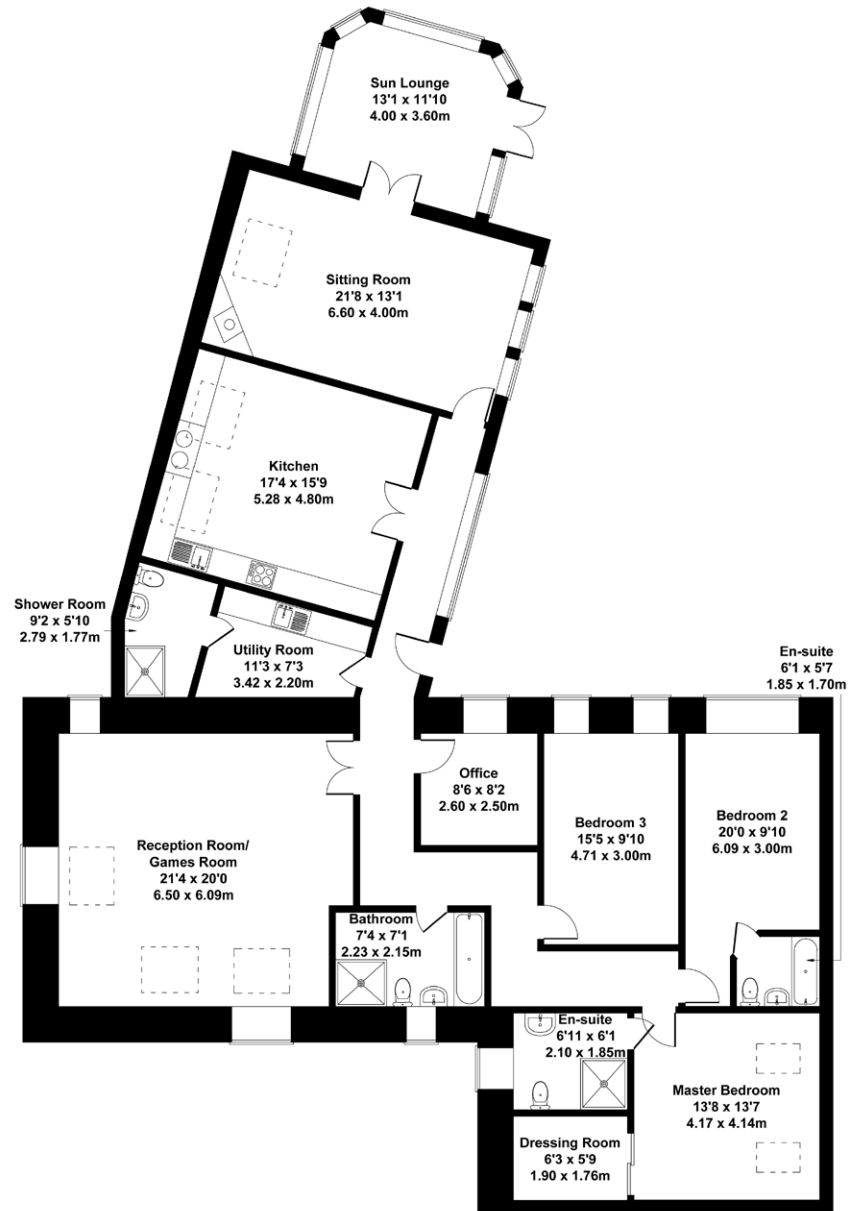 Sun Lounge
13'1 x 11'10
4.00 x 3.60m
Sitting Room
21'8 x 13'1
6.60 x 4.00m
Kitchen
17'4 x 15'9
5.28 x 4.80m
Shower Room
9'2 x 5'10
2.79 x 1.77m
Utility Room
11'3 x 7'3
3.42 x 2.20m
En-suite
6'1 x 5'7
1.85 x 1.70m
Reception Room/
Games Room
21'4 x 20'0
6.50 x 6.09m
Office
8'6 x 8'2
2.60 x 2.50m
Bedroom 3
15'5 x 9'10
4.71 x 3.00m
Bedroom 2
20'0 x 9'10
6.09 x 3.00m
Bathroom
7'4 x 7'1
2.23 x 2.15m
En-suite
6'11 x 6'1
2.10 x 1.85m
Master Bedroom
13'8 x 13'7
4.17 x 4.14m
Dressing Room
6'3 x 5'9
1.90 x 1.76m